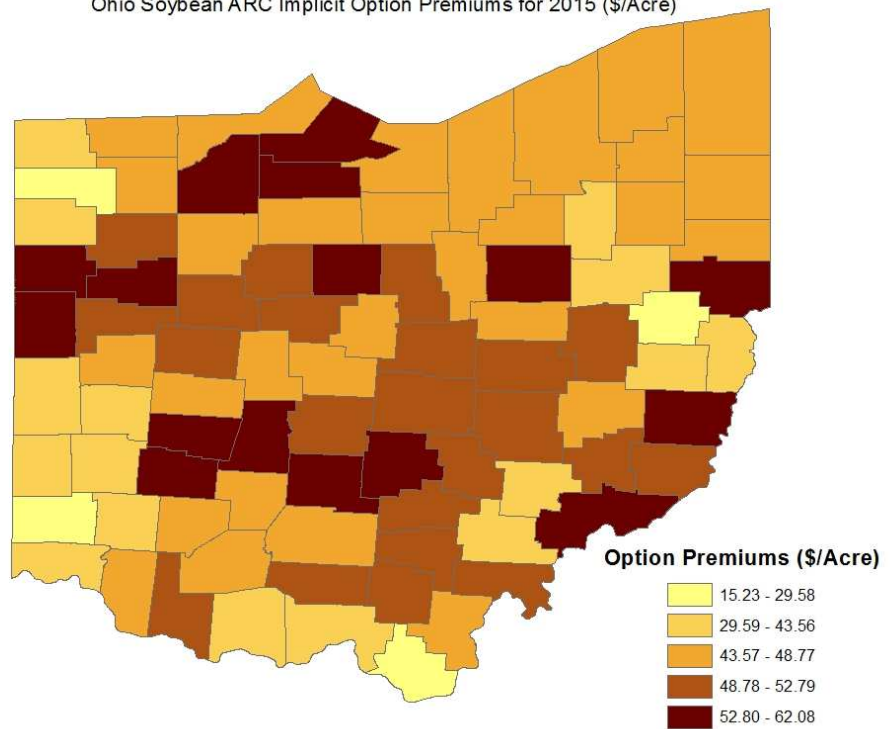 Ohio Soybean ARC Implicit Option Premiums for 2015 ($/Acre)
Option Premiums ($/Acre)
15.23 - 29.58
29.59 - 43.56
43.57 - 48.77
48.78 - 52.79
52.80 - 62.08